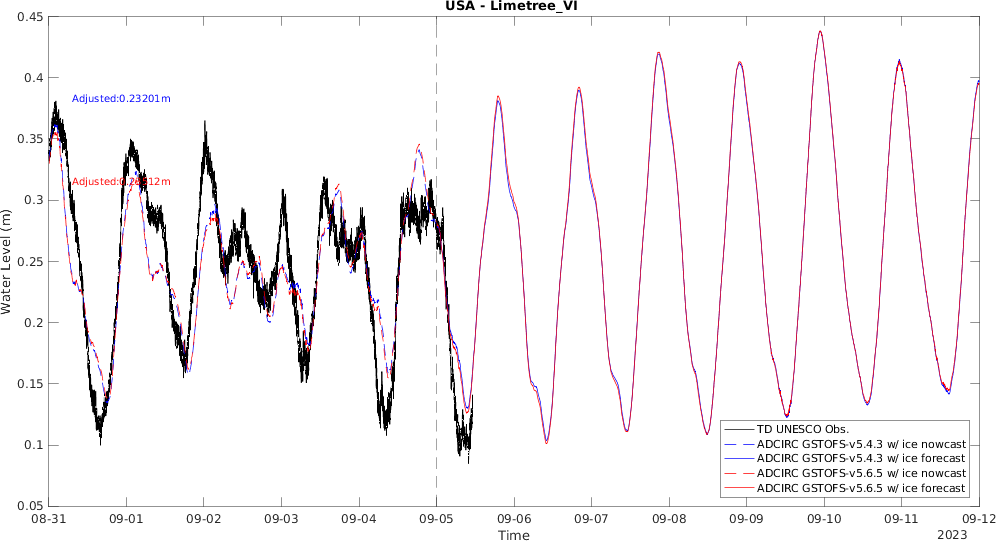 USA - Limetree_VI
0.45
0.4
0.35
0.3
0.25
0.2
0.15
0.1
0.05
Water Level (m)
Adjusted:0.23201m
TD UNESCO Obs.
ADCIRC GSTOFS-v5.4.3 w/ ice nowcast
ADCIRC GSTOFS-v5.4.3 w/ ice forecast
ADCIRC GSTOFS-v5.6.5 w/ ice nowcast
ADCIRC GSTOFS-v5.6.5 w/ ice forecast
08-31 09-01 09-02 09-03 09-04 09-05 09-06 09-07 09-08 09-09 09-10 09-11 09-12
Time
2023